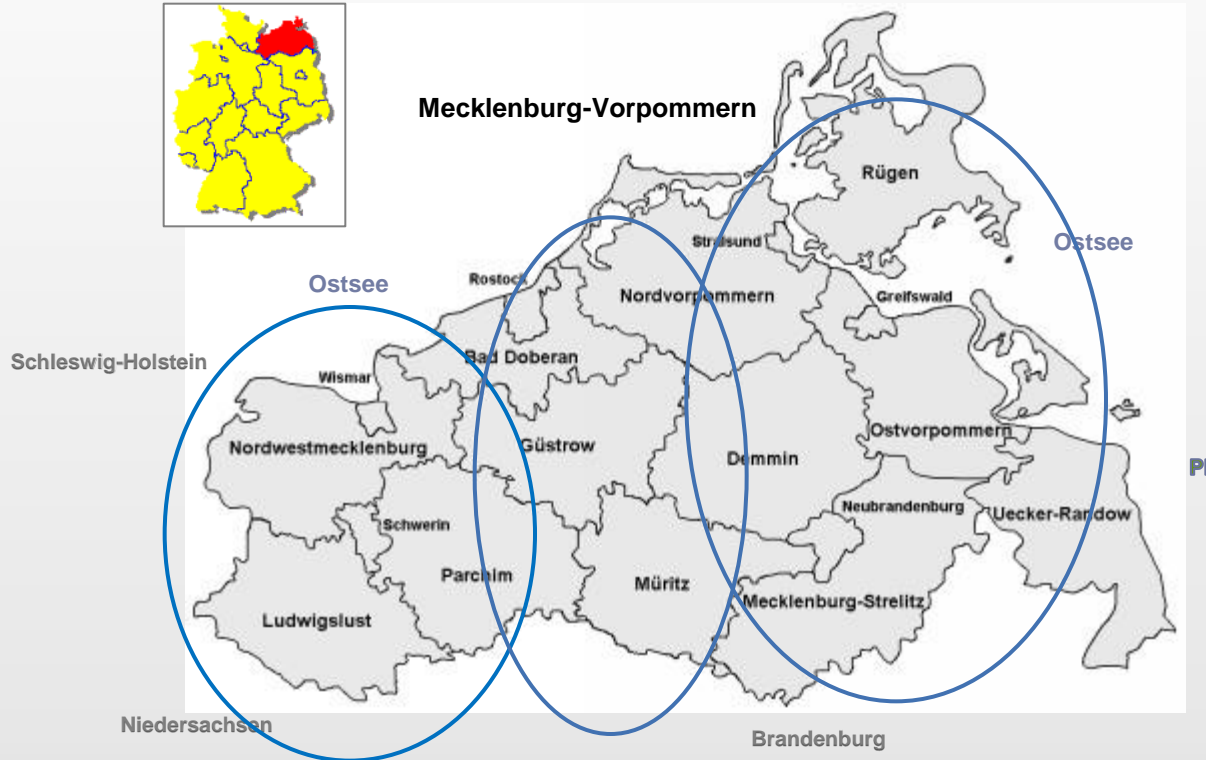 Mecklenburg-Vorpommern
Rügen
Stralsund
Ostsee
Rostock
Ostsee
Nordvorpommern
Greifswald
Schleswig-Holstein
Bad Doberan
Wismar
Nordwestmecklenburg
Güstrow
Demmin
Ostvorpommern
Neubrandenburg
Uecker-Randow
Schwerin
Parchim
Müritz
Mecklenburg-Strelitz
Ludwigslust
Niedersachsen
Brandenburg